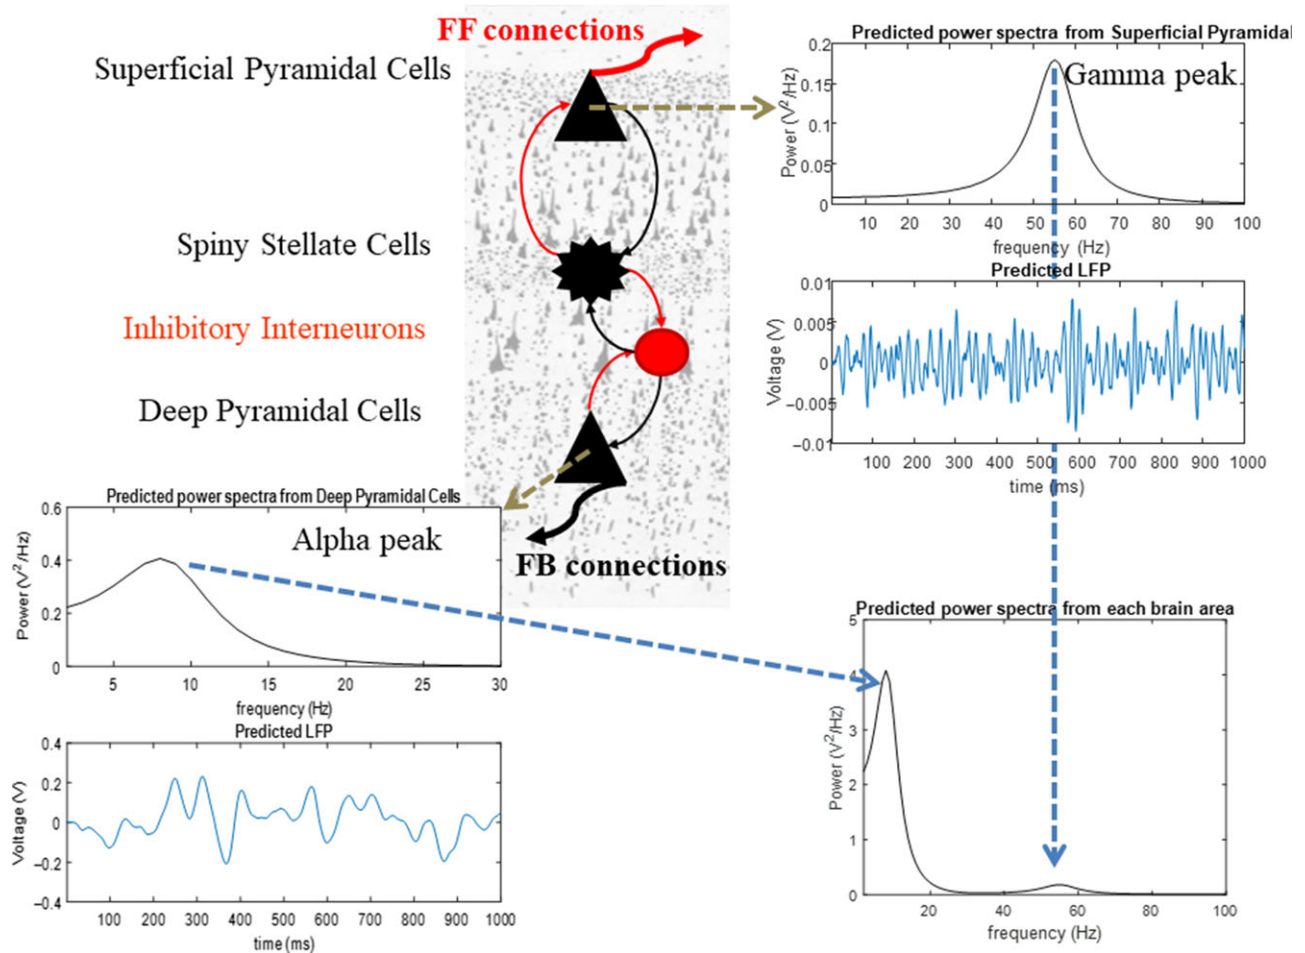 FF connections
Superficial Pyramidal Cells
Spiny Stellate Cells
Inhibitory Interneurons
Deep Pyramidal Cells
FB connections
Predicted power spectra from Superficial Pyramidal
Gamma peak
Power (V²/Hz)
0.2
0.15
0.1
0.05
0
10 20 30 40 50 60 70 80 90 100
frequency (Hz)
Predicted LFP
Voltage (V)
0.01
0.005
0
−0.005
−0.01
100 200 300 400 500 600 700 800 900 1000
time (ms)
Predicted power spectra from Deep Pyramidal Cells
Alpha peak
Power (V²/Hz)
0.6
0.4
0.2
0
5 10 15 20 25 30
frequency (Hz)
Predicted LFP
Voltage (V)
0.4
0.2
0
−0.2
−0.4
100 200 300 400 500 600 700 800 900 1000
time (ms)
Predicted power spectra from each brain area
Power (V²/Hz)
5
4
3
2
1
0
20 40 60 80 100
frequency (Hz)